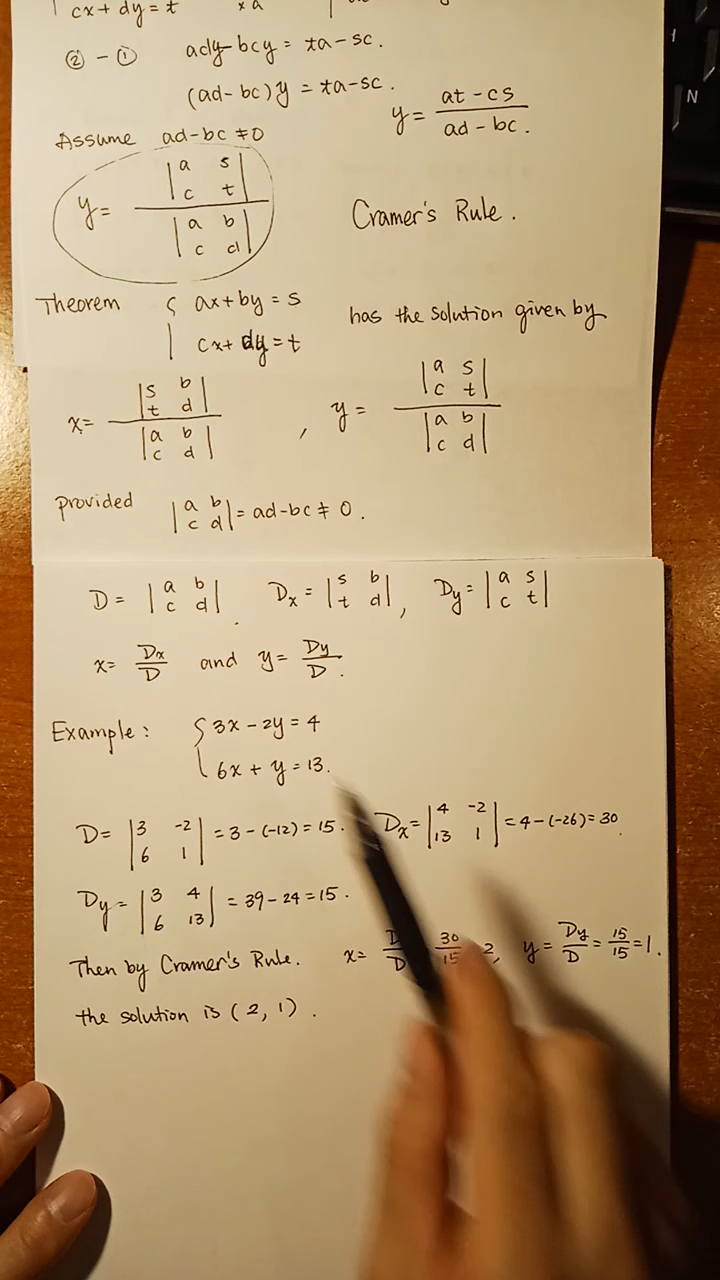 cx + dy = t
② - ① ady - bcy = ta - sc.
(ad - bc) y = ta - sc.
y = at - cs / ad - bc.
Assume ad - bc ≠ 0
y = |a s; c t| / |a b; c d|
Cramer's Rule.
Theorem { ax + by = s
cx + dy = t
has the solution given by
x = |s b; t d| / |a b; c d| , y = |a s; c t| / |a b; c d|
provided |a b; c d| = ad - bc ≠ 0.
D = |a b; c d|. Dx = |s b; t d|, Dy = |a s; c t|
x = Dx/D and y = Dy/D.
Example: { 3x - 2y = 4
6x + y = 13.
D = |3 -2; 6 1| = 3 - (-12) = 15. Dx = |4 -2; 13 1| = 4 - (-26) = 30.
Dy = |3 4; 6 13| = 39 - 24 = 15.
Then by Cramer's Rule. x = 30/15 2, y = Dy/D = 15/15 = 1.
the solution is (2, 1).
N